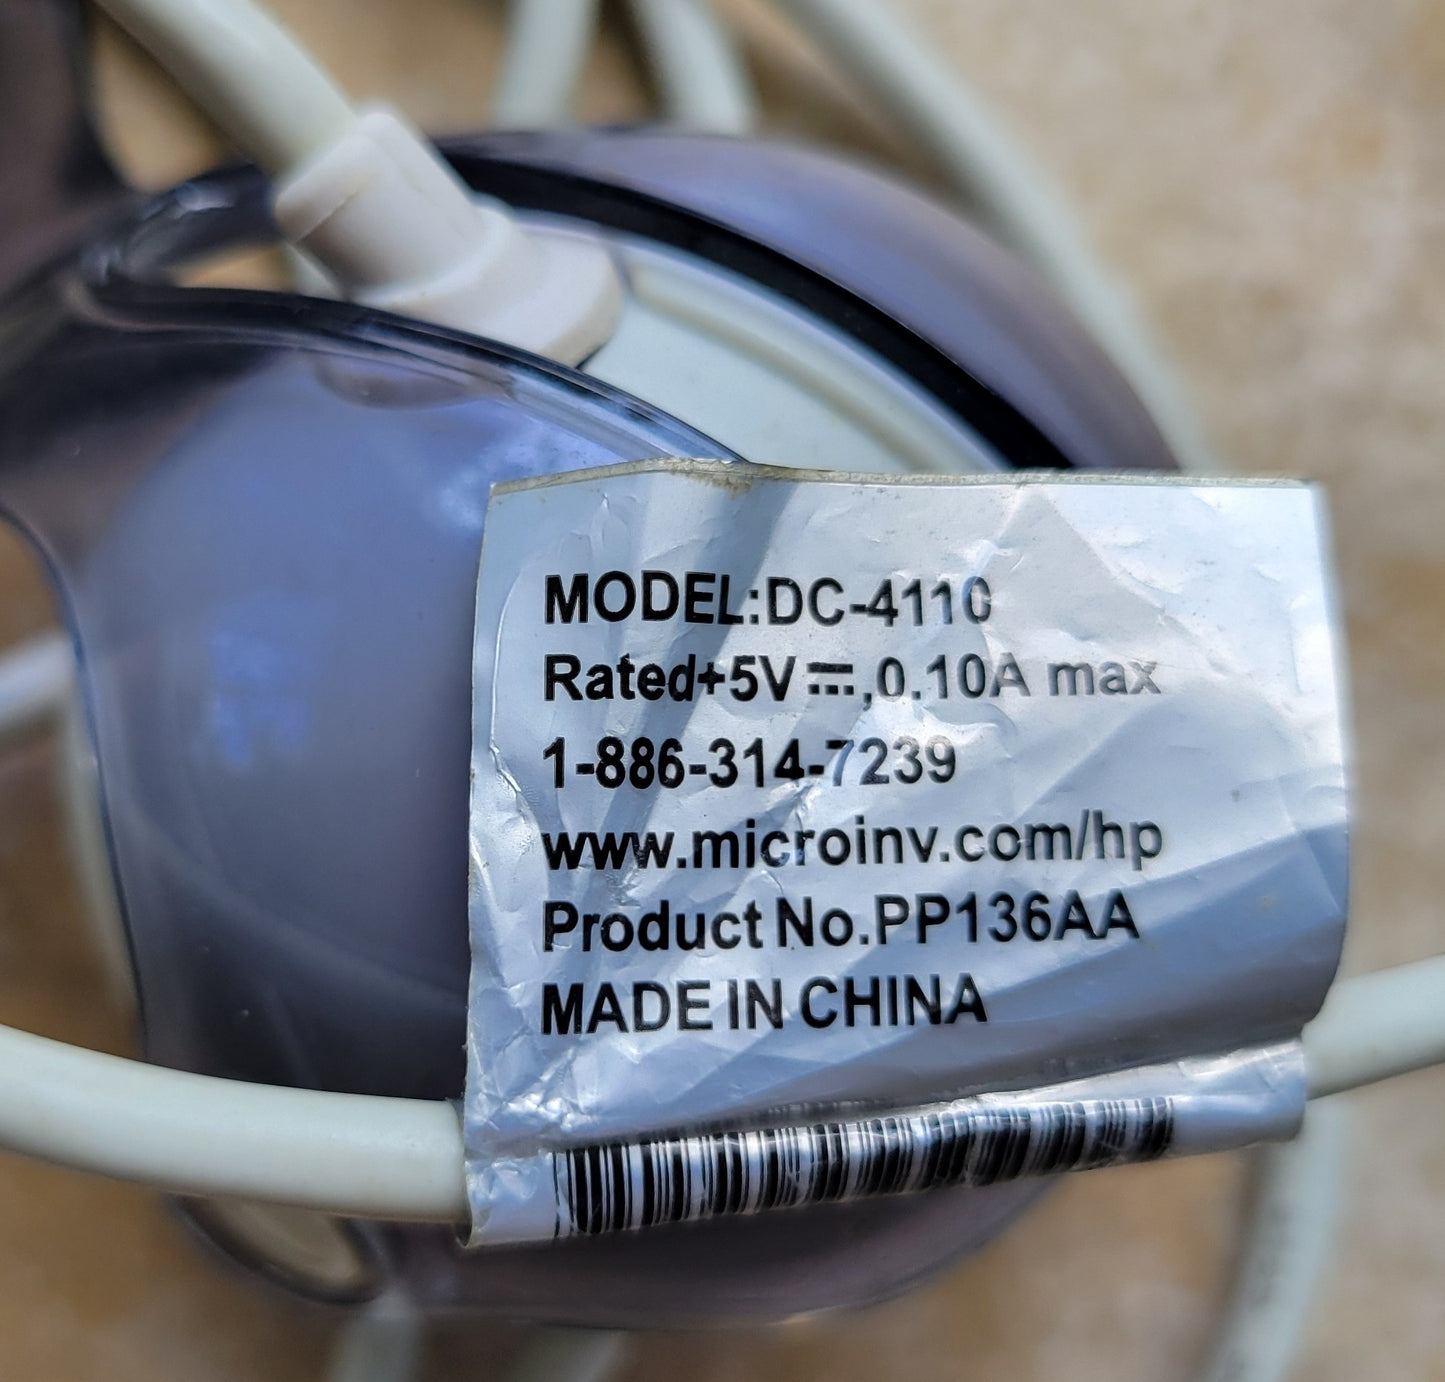 MODEL:DC-4110
Rated+5V⎓,0.10A max
1-886-314-7239
www.microinv.com/hp
Product No.PP136AA
MADE IN CHINA